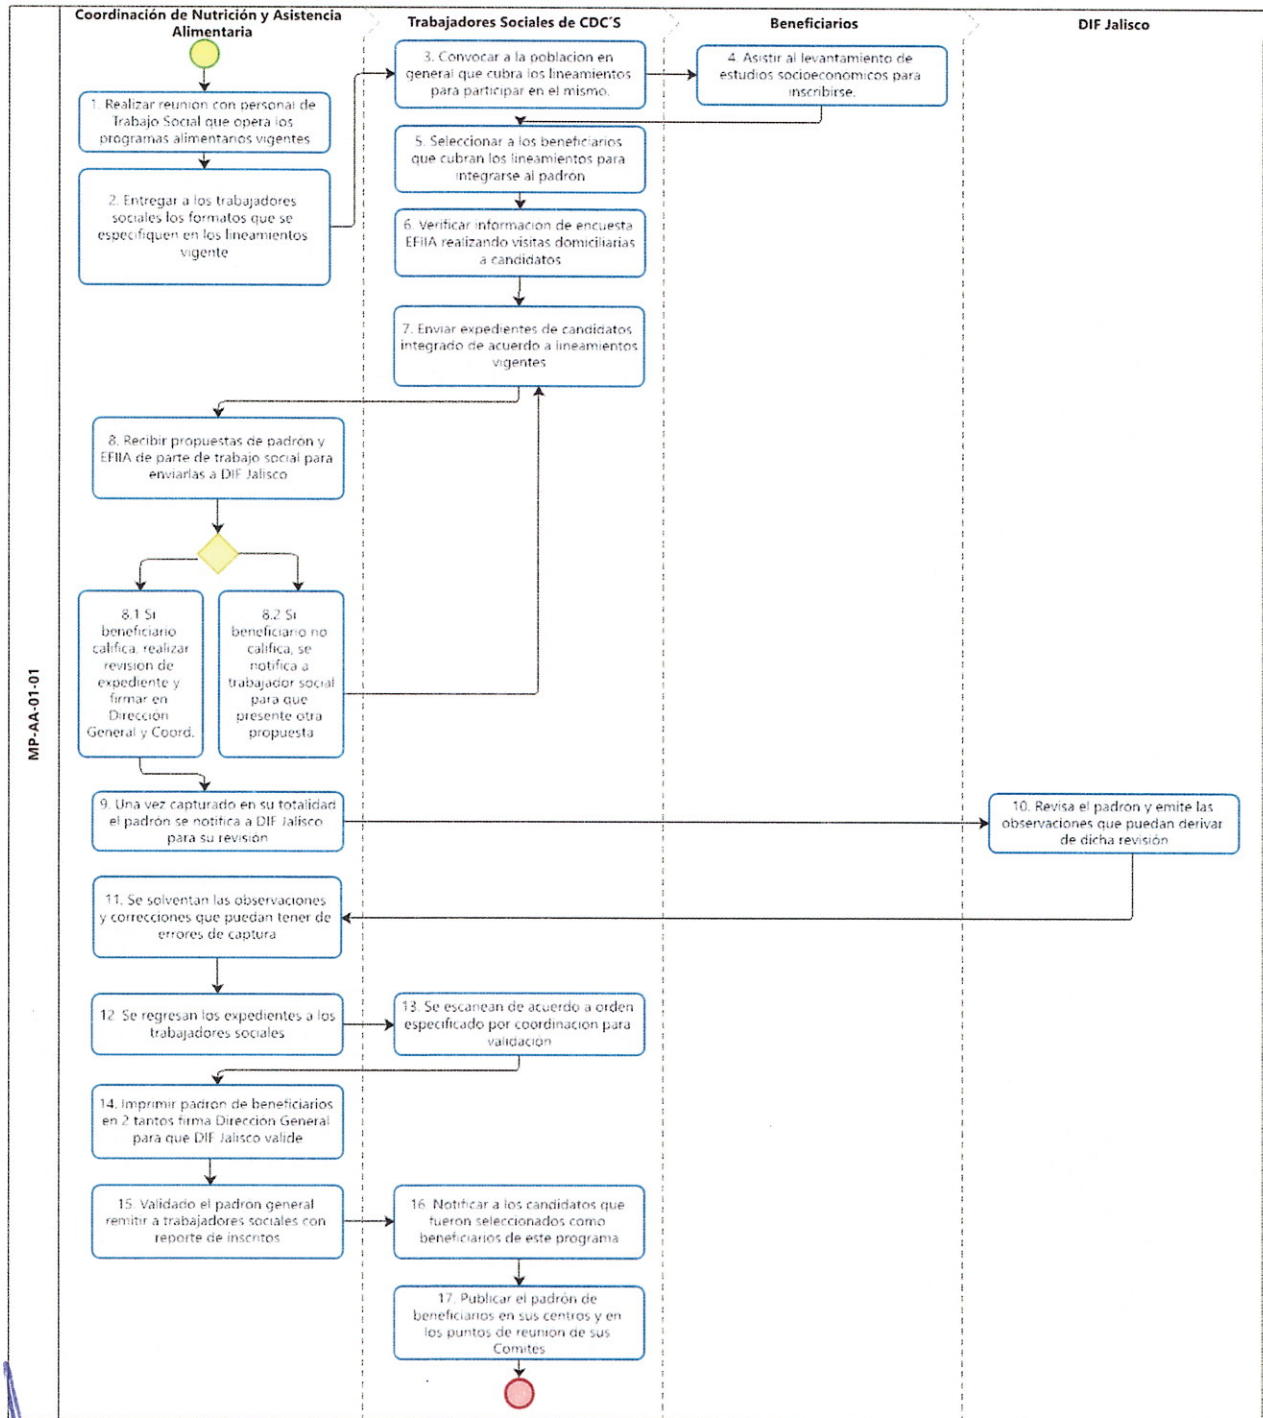 Coordinación de Nutrición y Asistencia
Alimentaria
Trabajadores Sociales de CDC´S
Beneficiarios
DIF Jalisco
MP-AA-01-01
1. Realizar reunion con personal de
Trabajo Social que opera los
programas alimentarios vigentes
2. Entregar a los trabajadores
sociales los formatos que se
especifiquen en los lineamientos
vigente
3. Convocar a la poblacion en
general que cubra los lineamientos
para participar en el mismo.
4. Asistir al levantamiento de
estudios socioeconomicos para
inscribirse.
5. Seleccionar a los beneficiarios
que cubran los lineamientos para
integrarse al padrón
6. Verificar informacion de encuesta
EFIIA realizando visitas domiciliarias
a candidatos
7. Enviar expedientes de candidatos
integrado de acuerdo a lineamientos
vigentes
8. Recibir propuestas de padrón y
EFIIA de parte de trabajo social para
enviarlas a DIF Jalisco
8.1 Si
beneficiario
califica, realizar
revision de
expediente y
firmar en
Dirección
General y Coord.
8.2 Si
beneficiario no
califica, se
notifica a
trabajador social
para que
presente otra
propuesta
9. Una vez capturado en su totalidad
el padrón se notifica a DIF Jalisco
para su revisión
10. Revisa el padron y emite las
observaciones que puedan derivar
de dicha revisión
11. Se solventan las observaciones
y correcciones que puedan tener de
errores de captura
12. Se regresan los expedientes a los
trabajadores sociales
13. Se escanean de acuerdo a orden
especificado por coordinacion para
validación
14. Imprimir padron de beneficiarios
en 2 tantos firma Direccion General
para que DIF Jalisco valide
15. Validado el padron general
remitir a trabajadores sociales con
reporte de inscritos
16. Notificar a los candidatos que
fueron seleccionados como
beneficiarios de este programa
17. Publicar el padrón de
beneficiarios en sus centros y en
los puntos de reunion de sus
Comites